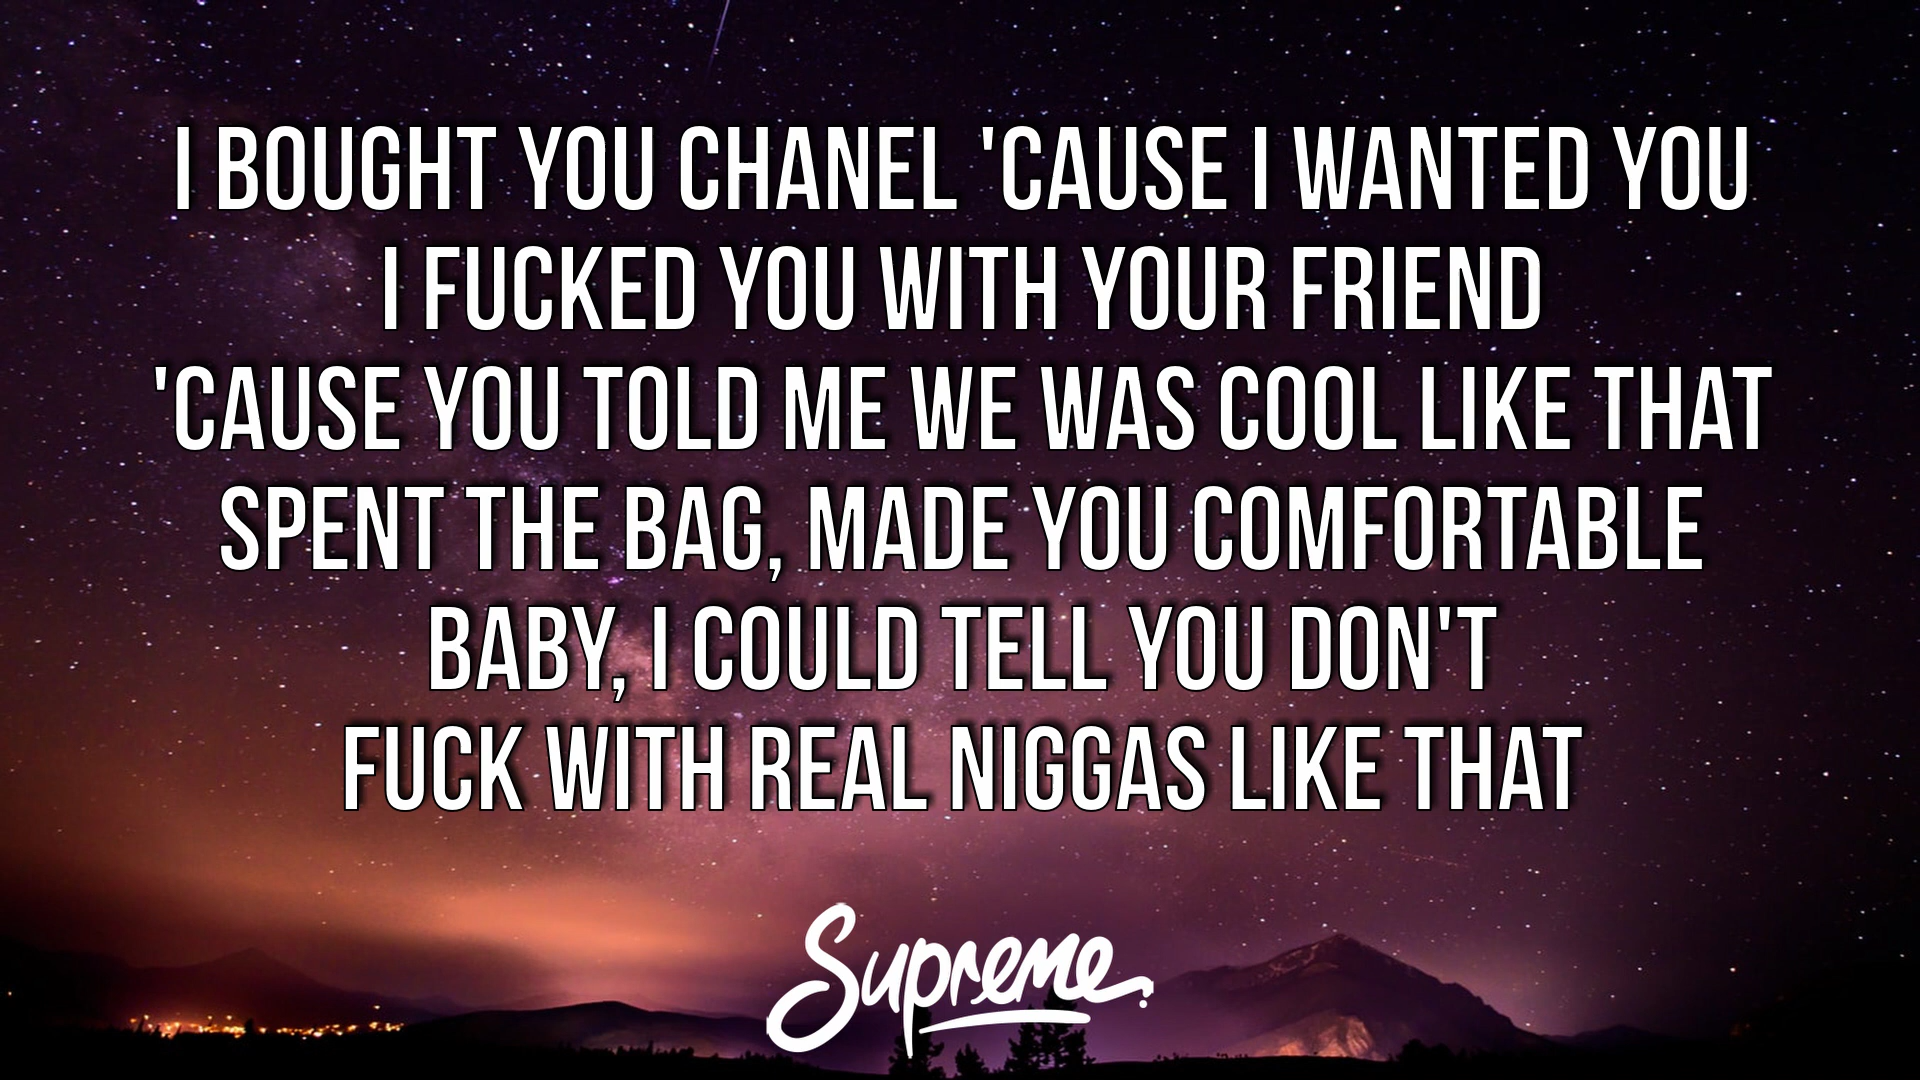 I BOUGHT YOU CHANEL 'CAUSE I WANTED YOU
I FUCKED YOU WITH YOUR FRIEND
'CAUSE YOU TOLD ME WE WAS COOL LIKE THAT
SPENT THE BAG, MADE YOU COMFORTABLE
BABY, I COULD TELL YOU DON'T
FUCK WITH REAL NIGGAS LIKE THAT
Supreme.